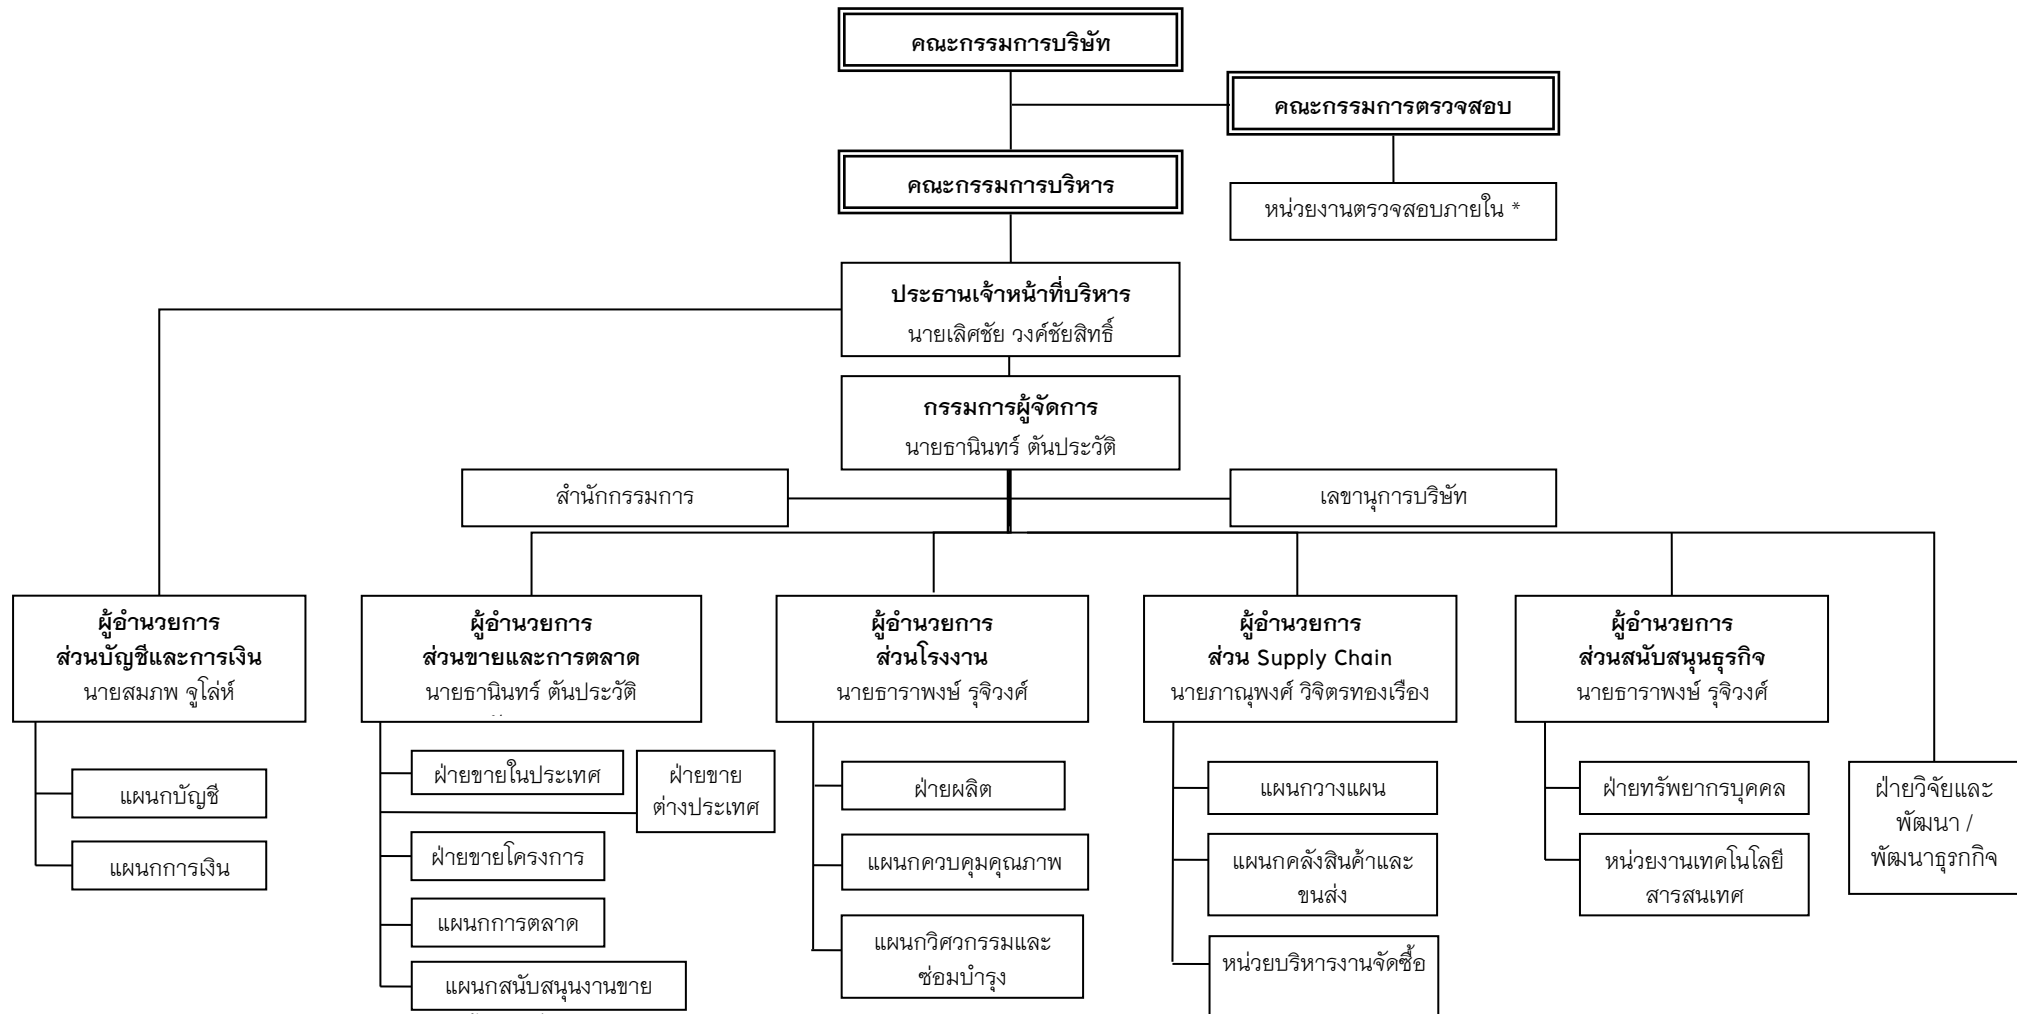 คณะกรรมการบริษัท
คณะกรรมการตรวจสอบ
คณะกรรมการบริหาร
หน่วยงานตรวจสอบภายใน *
ประธานเจ้าหน้าที่บริหาร
นายเลิศชัย วงค์ชัยสิทธิ์
กรรมการผู้จัดการ
นายธานินทร์ ตันประวัติ
สำนักกรรมการ
เลขานุการบริษัท
ผู้อำนวยการ
ส่วนบัญชีและการเงิน
นายสมภพ จูโล่ห์
ผู้อำนวยการ
ส่วนขายและการตลาด
นายธานินทร์ ตันประวัติ
ผู้อำนวยการ
ส่วนโรงงาน
นายธาราพงษ์ รุจิวงศ์
ผู้อำนวยการ
ส่วน Supply Chain
นายภาณุพงศ์ วิจิตรทองเรือง
ผู้อำนวยการ
ส่วนสนับสนุนธุรกิจ
นายธาราพงษ์ รุจิวงศ์
แผนกบัญชี
แผนกการเงิน
ฝ่ายขายในประเทศ
ฝ่ายขาย
ต่างประเทศ
ฝ่ายขายโครงการ
แผนกการตลาด
แผนกสนับสนุนงานขาย
ฝ่ายผลิต
แผนกควบคุมคุณภาพ
แผนกวิศวกรรมและ
ซ่อมบำรุง
แผนกวางแผน
แผนกคลังสินค้าและ
ขนส่ง
หน่วยบริหารงานจัดซื้อ
ฝ่ายทรัพยากรบุคคล
หน่วยงานเทคโนโลยี
สารสนเทศ
ฝ่ายวิจัยและ
พัฒนา /
พัฒนาธุรกกิจ